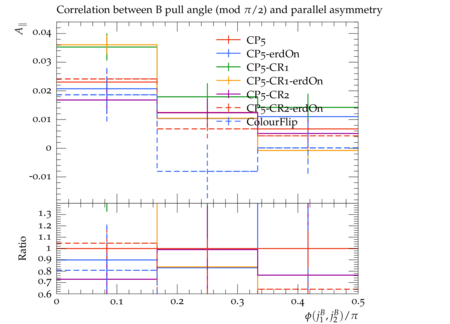 Correlation between B pull angle (mod π/2) and parallel asymmetry
A∥
0.04
0.03
0.02
0.01
0
-0.01
CP5
CP5-erdOn
CP5-CR1
CP5-CR1-erdOn
CP5-CR2
CP5-CR2-erdOn
ColourFlip
Ratio
1.3
1.2
1.1
1
0.9
0.8
0.7
0.6
0 0.1 0.2 0.3 0.4 0.5
ϕ(j₁ᴮ, j₂ᴮ)/π